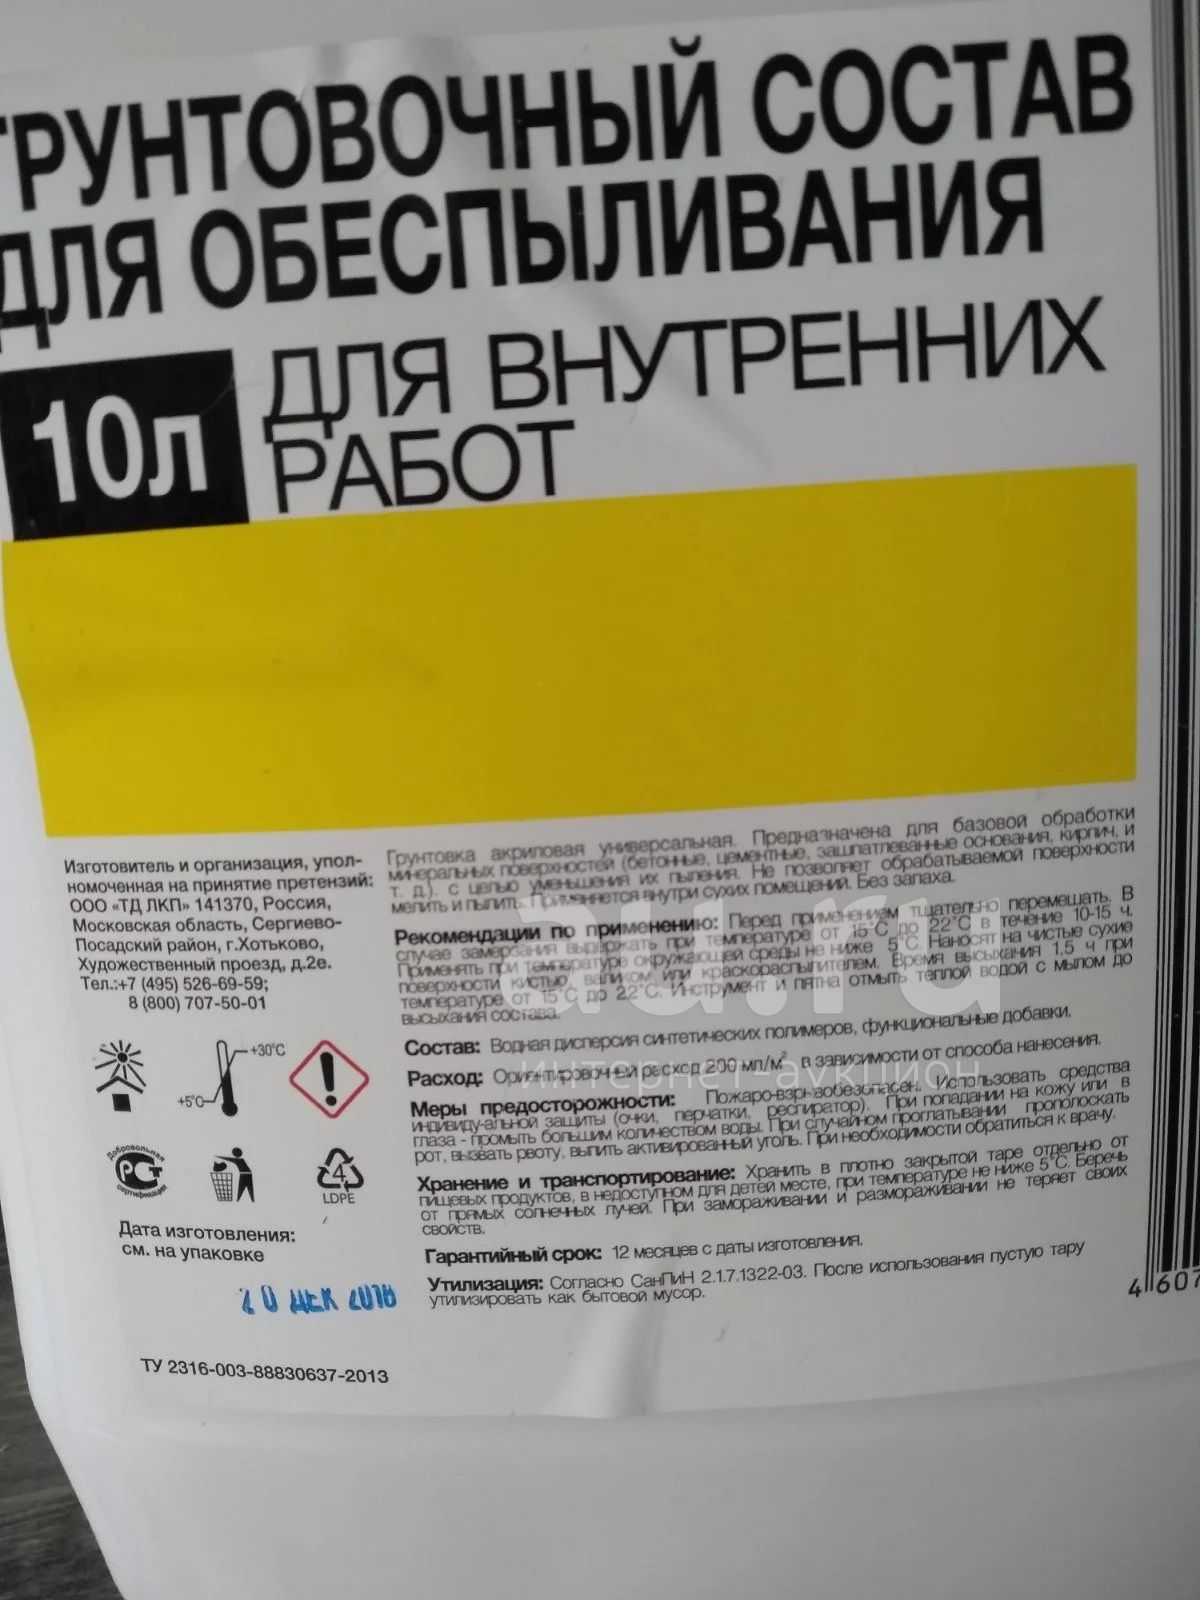 ГРУНТОВОЧНЫЙ СОСТАВ
ДЛЯ ОБЕСПЫЛИВАНИЯ
10л
ДЛЯ ВНУТРЕННИХ
РАБОТ
Изготовитель и организация, упол-
номоченная на принятие претензий:
ООО «ТД ЛКП» 141370, Россия,
Московская область, Сергиево-
Посадский район, г.Хотьково,
Художественный проезд, д.2е.
Тел.:+7 (495) 526-69-59;
8 (800) 707-50-01
+30°С
+5°С
Добровольная
РСТ
сертификация
4
LDPE
Дата изготовления:
см. на упаковке
20 ДЕК 2018
ТУ 2316-003-88830637-2013
Грунтовка акриловая универсальная. Предназначена для базовой обработки
минеральных поверхностей (бетонные, цементные, зашпатлеванные основания, кирпич, и
т. д.), с целью уменьшения их пыления. Не позволяет обрабатываемой поверхности
мелить и пылить. Применяется внутри сухих помещений. Без запаха.
Рекомендации по применению: Перед применением тщательно перемешать. В
случае замерзания выдержать при температуре от 15°С до 22°С в течение 10-15 ч.
Применять при температуре окружающей среды не ниже 5°С. Наносят на чистые сухие
поверхности кистью, валиком или краскораспылителем. Время высыхания 1,5 ч при
температуре от 15°С до 22°С. Инструмент и пятна отмыть теплой водой с мылом до
высыхания состава.
Состав: Водная дисперсия синтетических полимеров, функциональные добавки.
Расход: Ориентировочный расход 200 мл/м² в зависимости от способа нанесения.
Меры предосторожности: Пожаро-взрывобезопасен. Использовать средства
индивиду-альной защиты (очки, перчатки, респиратор). При попадании на кожу или в
глаза - промыть большим количеством воды. При случайном проглатывании прополоскать
рот, вызвать рвоту, выпить активированный уголь. При необходимости обратиться к врачу.
Хранение и транспортирование: Хранить в плотно закрытой таре отдельно от
пищевых продуктов, в недоступном для детей месте, при температуре не ниже 5°С. Беречь
от прямых солнечных лучей. При замораживании и размораживании не теряет своих
свойств.
Гарантийный срок: 12 месяцев с даты изготовления.
Утилизация: Согласно СанПиН 2.1.7.1322-03. После использования пустую тару
утилизировать как бытовой мусор.
4 607
au.ru
интернет-аукцион